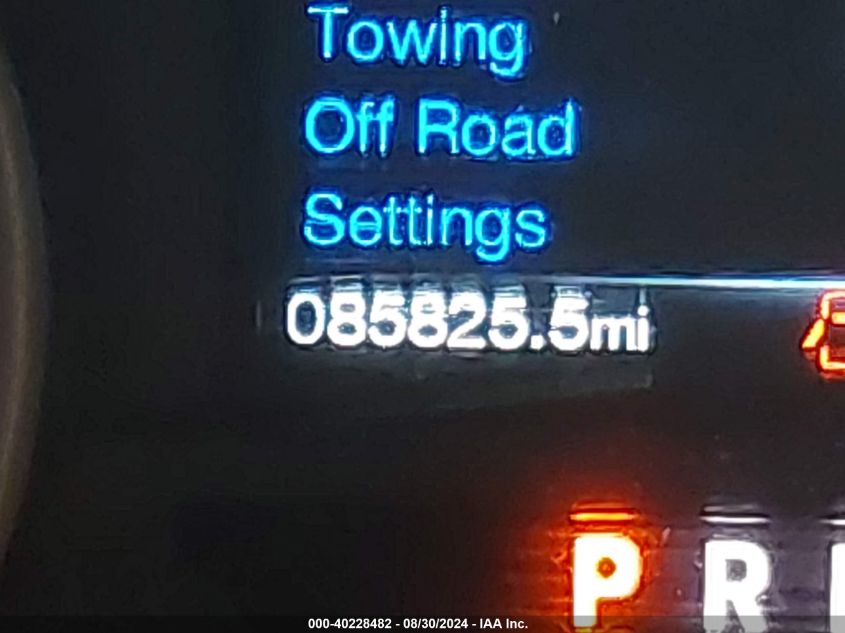 Towing
Off Road
Settings
085825.5mi
P R
000-40228482 - 08/30/2024 - IAA Inc.